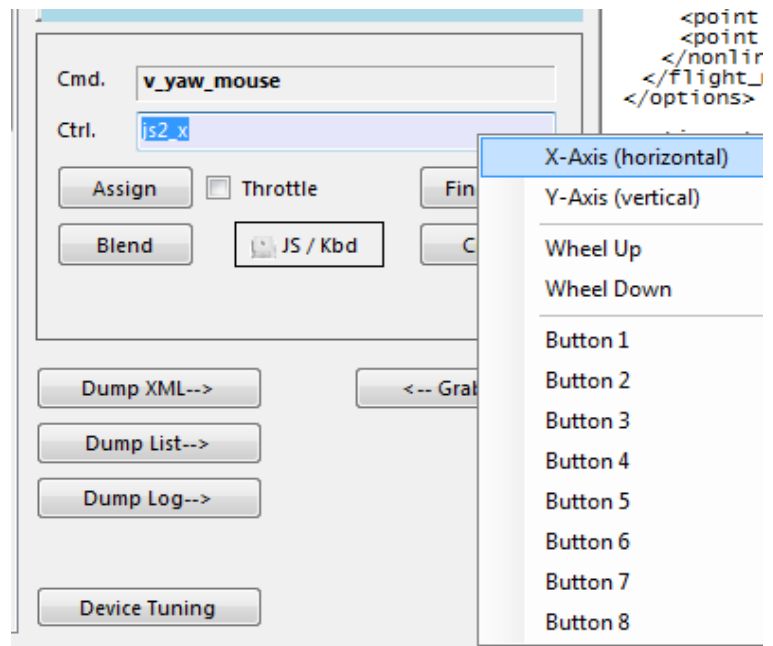 <point
<point
</nonlin
</flight_
</options>
Cmd. v_yaw_mouse
Ctrl. js2_x
Assign Throttle Fin
Blend JS / Kbd
Dump XML--> <-- Grab
Dump List-->
Dump Log-->
Device Tuning
X-Axis (horizontal)
Y-Axis (vertical)
Wheel Up
Wheel Down
Button 1
Button 2
Button 3
Button 4
Button 5
Button 6
Button 7
Button 8